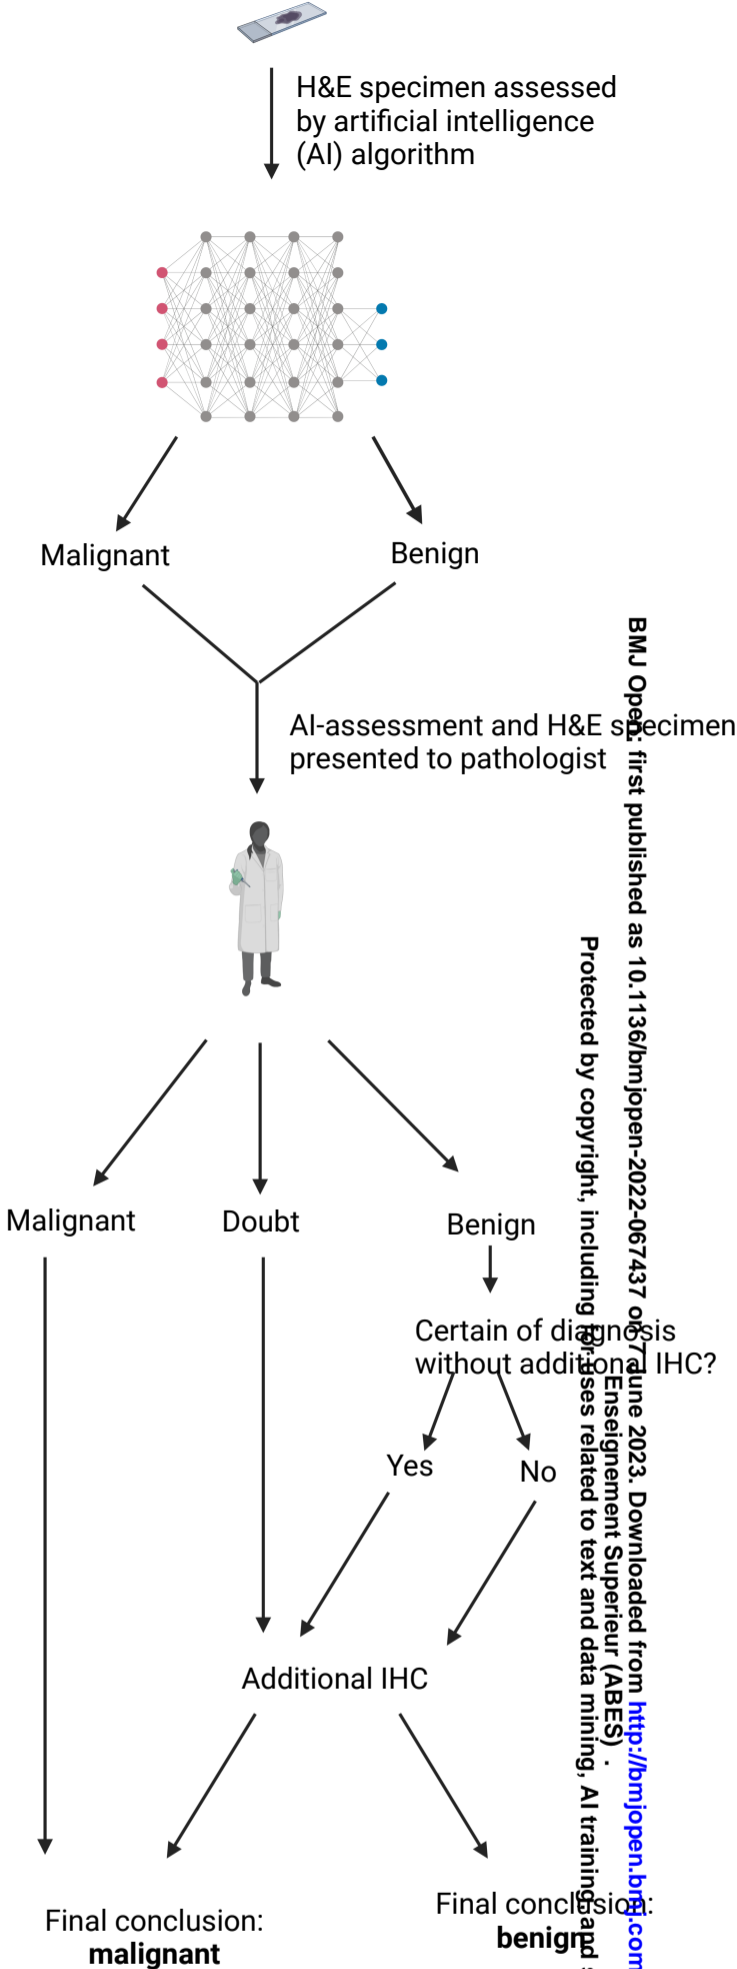 H&E specimen assessed
by artificial intelligence
(AI) algorithm
Malignant
Benign
AI-assessment and H&E specimen
presented to pathologist
Malignant
Doubt
Benign
Certain of diagnosis
without additional IHC?
Yes
No
Additional IHC
Final conclusion:
malignant
Final conclusion:
benign
BMJ Open: first published as 10.1136/bmjopen-2022-067437 on 7 June 2023. Downloaded from http://bmjopen.bmj.com
Enseignement Superieur (ABES) .
Protected by copyright, including for uses related to text and data mining, AI training, and s